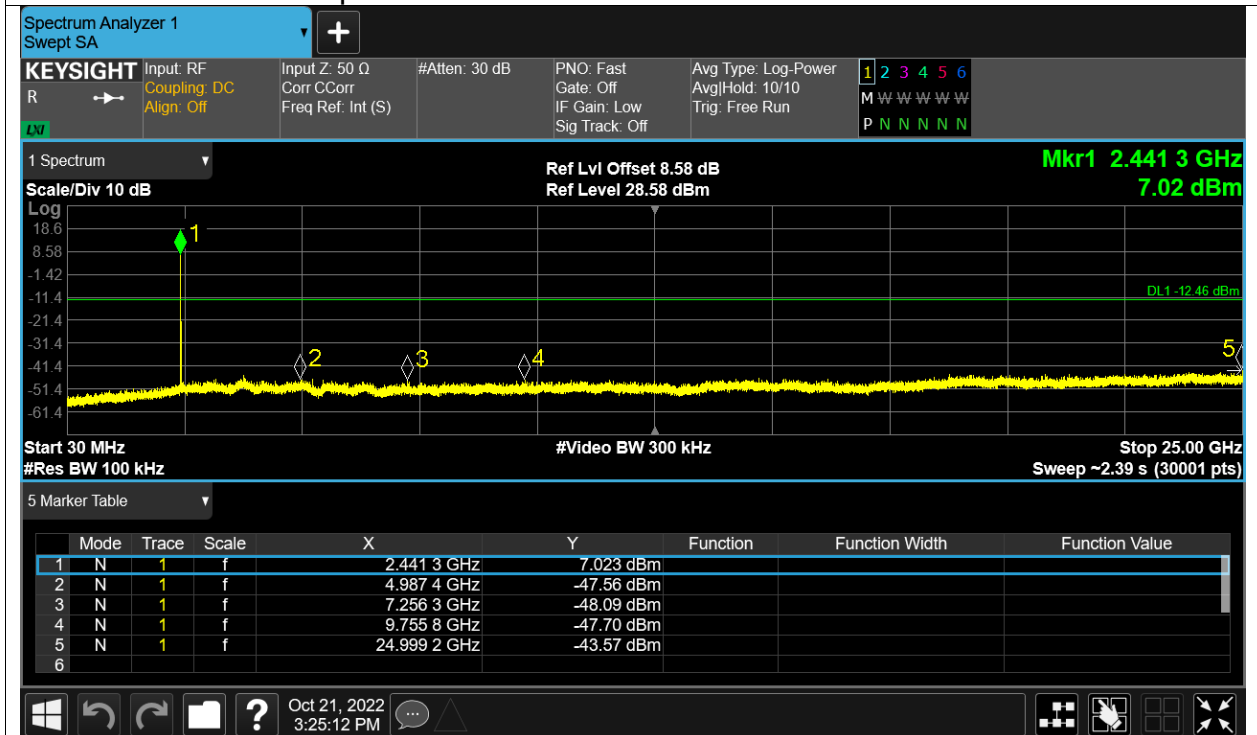 Spectrum Analyzer 1
Swept SA
KEYSIGHT Input: RF Input Z: 50 Ω #Atten: 30 dB PNO: Fast Avg Type: Log-Power 1 2 3 4 5 6
R Coupling: DC Corr CCorr Gate: Off Avg|Hold: 10/10 M W W W W W W
Align: Off Freq Ref: Int (S) IF Gain: Low Trig: Free Run
LXI Sig Track: Off P N N N N N N
1 Spectrum Ref Lvl Offset 8.58 dB Mkr1 2.441 3 GHz
Scale/Div 10 dB Ref Level 28.58 dBm 7.02 dBm
Log
18.6
1
8.58
-1.42
-11.4 DL1 -12.46 dBm
-21.4
-31.4
2 3 4 5
-41.4
-51.4
-61.4
Start 30 MHz #Video BW 300 kHz Stop 25.00 GHz
#Res BW 100 kHz Sweep ~2.39 s (30001 pts)
5 Marker Table
Mode Trace Scale X Y Function Function Width Function Value
1 N 1 f 2.441 3 GHz 7.023 dBm
2 N 1 f 4.987 4 GHz -47.56 dBm
3 N 1 f 7.256 3 GHz -48.09 dBm
4 N 1 f 9.755 8 GHz -47.70 dBm
5 N 1 f 24.999 2 GHz -43.57 dBm
6
? Oct 21, 2022
3:25:12 PM